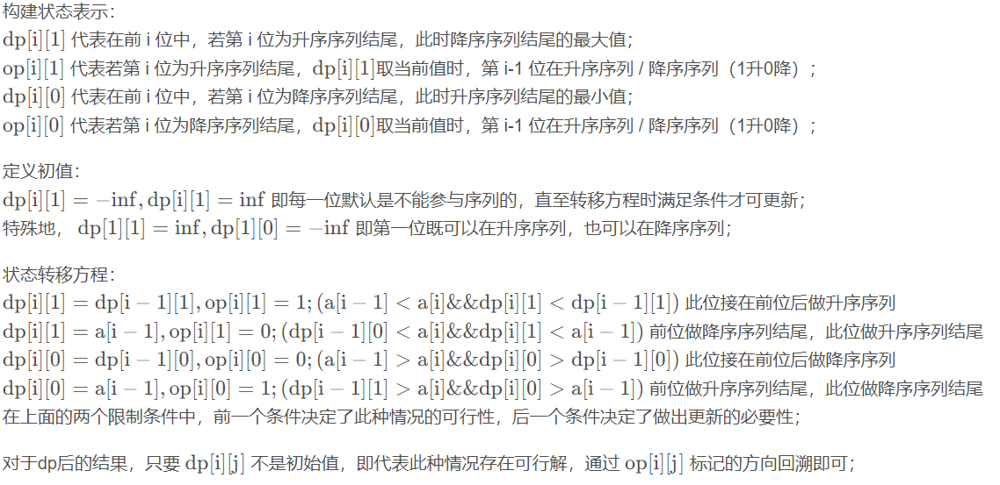 构建状态表示：
dp[i][1] 代表在前 i 位中，若第 i 位为升序序列结尾，此时降序序列结尾的最大值；
op[i][1] 代表若第 i 位为升序序列结尾，dp[i][1]取当前值时，第 i-1 位在升序序列 / 降序序列（1升0降）；
dp[i][0] 代表在前 i 位中，若第 i 位为降序序列结尾，此时升序序列结尾的最小值；
op[i][0] 代表若第 i 位为降序序列结尾，dp[i][0]取当前值时，第 i-1 位在升序序列 / 降序序列（1升0降）；
定义初值：
dp[i][1] = −inf, dp[i][1] = inf 即每一位默认是不能参与序列的，直至转移方程时满足条件才可更新；
特殊地， dp[1][1] = inf, dp[1][0] = −inf 即第一位既可以在升序序列，也可以在降序序列；
状态转移方程：
dp[i][1] = dp[i − 1][1], op[i][1] = 1; (a[i − 1] < a[i]&&dp[i][1] < dp[i − 1][1]) 此位接在前位后做升序序列
dp[i][1] = a[i − 1], op[i][1] = 0; (dp[i − 1][0] < a[i]&&dp[i][1] < a[i − 1]) 前位做降序序列结尾，此位做升序序列结尾
dp[i][0] = dp[i − 1][0], op[i][0] = 0; (a[i − 1] > a[i]&&dp[i][0] > dp[i − 1][0]) 此位接在前位后做降序序列
dp[i][0] = a[i − 1], op[i][0] = 1; (dp[i − 1][1] > a[i]&&dp[i][0] > a[i − 1]) 前位做升序序列结尾，此位做降序序列结尾
在上面的两个限制条件中，前一个条件决定了此种情况的可行性，后一个条件决定了做出更新的必要性；
对于dp后的结果，只要 dp[i][j] 不是初始值，即代表此种情况存在可行解，通过 op[i][j] 标记的方向回溯即可；